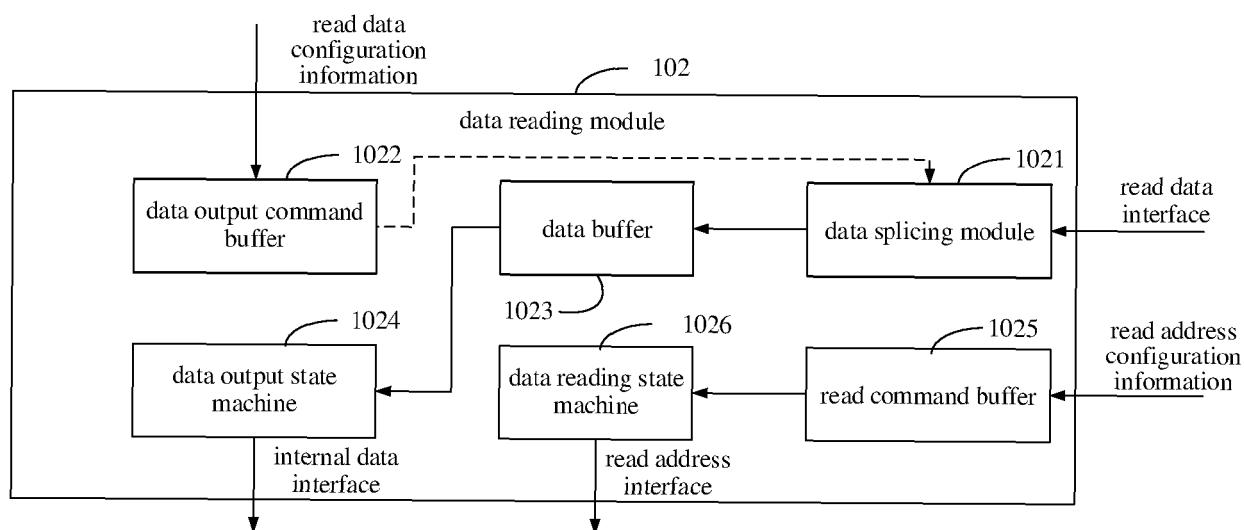 read data
configuration
information
102
data reading module
1022
1021
data output command
buffer
data buffer
data splicing module
read data
interface
1023
1024
1026
1025
data output state
machine
data reading state
machine
read command buffer
read address
configuration
information
internal data
interface
read address
interface